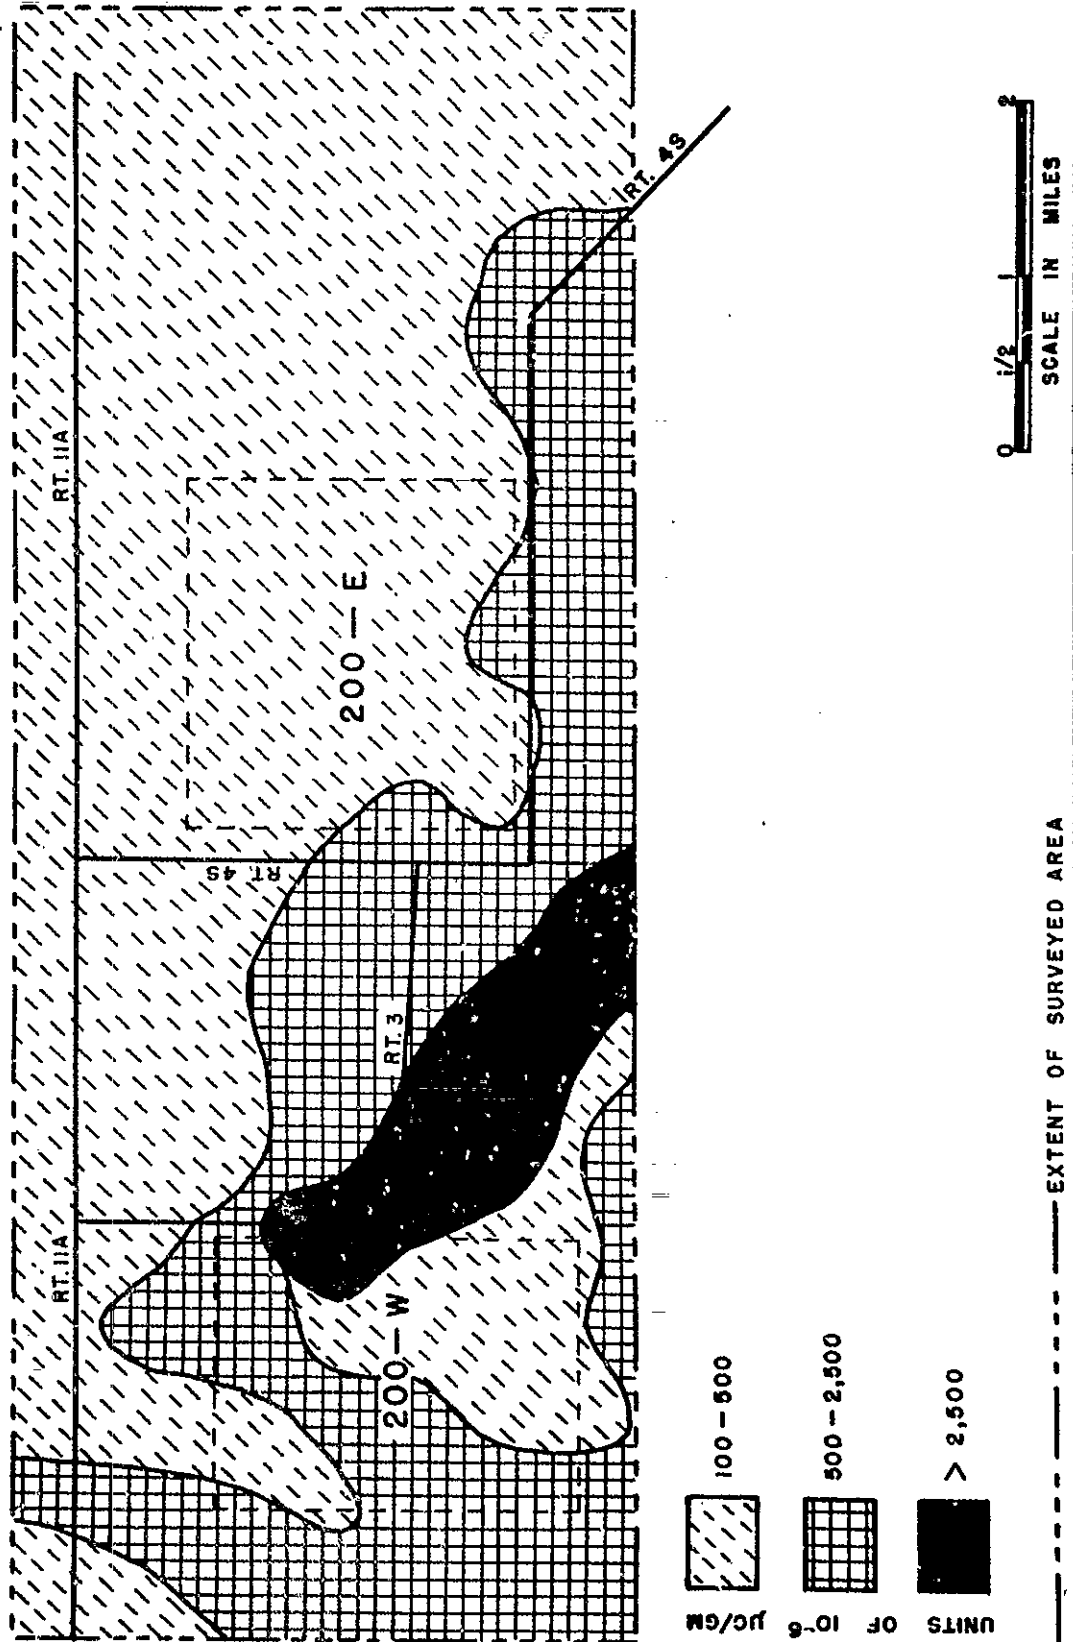 RT. 11A
RT. 11A
RT. 4S
RT. 4S
RT. 3
200-E
200-W
100-500
500-2,500
> 2,500
UNITS OF 10-6 µC/GM
0 1/2 1 2
SCALE IN MILES
EXTENT OF SURVEYED AREA